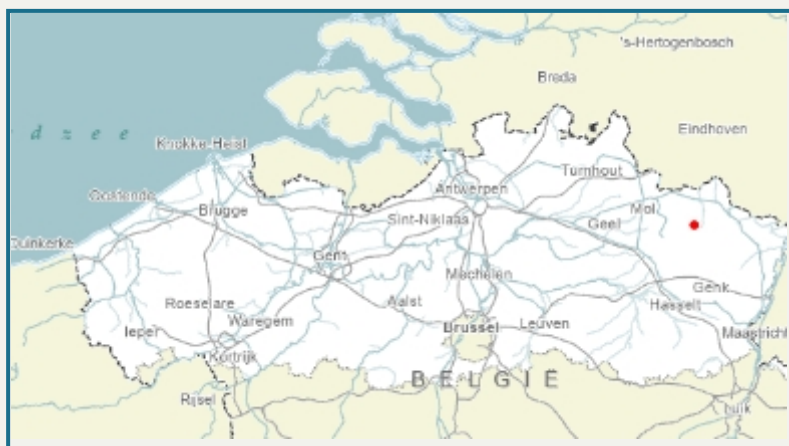 's-Hertogenbosch
Breda
Eindhoven
d z e e
Knokke-Heist
Turnhout
Oostende
Antwerpen
Brugge
Sint-Niklaas
Mol
Geel
Duinkerke
Gent
Mechelen
Genk
Roeselare
Aalst
Hasselt
Ieper
Waregem
Brussel
Leuven
Maastricht
Kortrijk
BELGIË
Rijsel
Luik